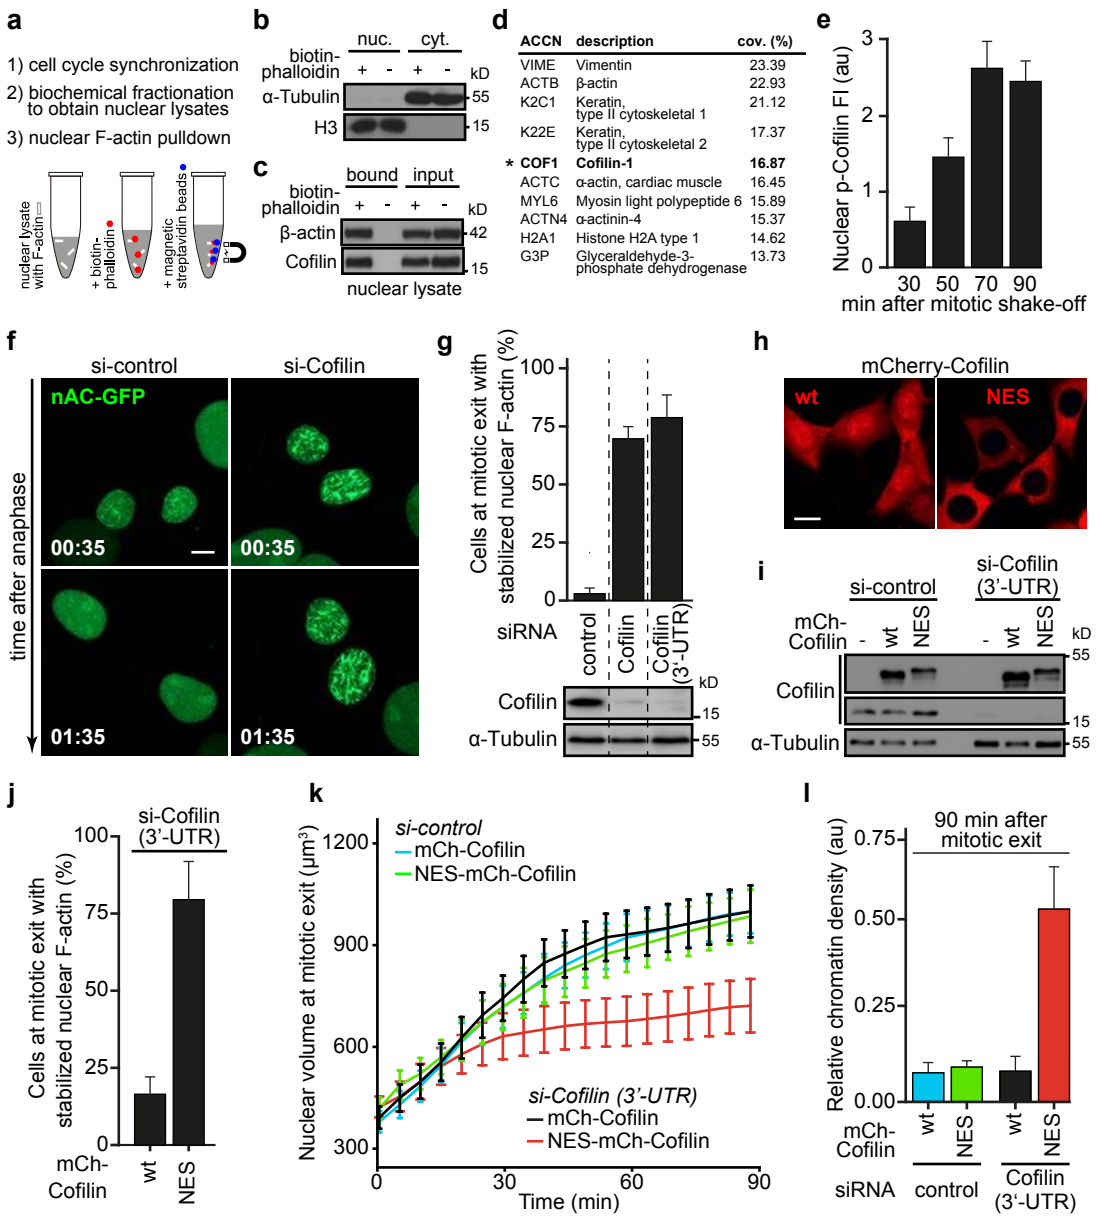 a
1) cell cycle synchronization
2) biochemical fractionation
to obtain nuclear lysates
3) nuclear F-actin pulldown
nuclear lysate
with F-actin
+ biotin-
phalloidin
+ magnetic
streptavidin beads
b
nuc. cyt.
biotin-
phalloidin + - + - kD
α-Tubulin 55
H3 15
c
bound input
biotin-
phalloidin + - + - kD
β-actin 42
Cofilin 15
nuclear lysate
d
ACCN description cov. (%)
VIME Vimentin 23.39
ACTB β-actin 22.93
K2C1 Keratin, 21.12
type II cytoskeletal 1
K22E Keratin, 17.37
type II cytoskeletal 2
* COF1 Cofilin-1 16.87
ACTC α-actin, cardiac muscle 16.45
MYL6 Myosin light polypeptide 6 15.89
ACTN4 α-actinin-4 15.37
H2A1 Histone H2A type 1 14.62
G3P Glyceraldehyde-3- 13.73
phosphate dehydrogenase
e
Nuclear p-Cofilin FI (au)
3
2
1
0
30 50 70 90
min after mitotic shake-off
f
si-control si-Cofilin
time after anaphase
nAC-GFP
00:35 00:35
01:35 01:35
g
Cells at mitotic exit with
stabilized nuclear F-actin (%)
100
75
50
25
0
siRNA
control
Cofilin
Cofilin
(3'-UTR)
kD
Cofilin 15
α-Tubulin 55
h
mCherry-Cofilin
wt NES
i
si-control
si-Cofilin
(3'-UTR)
mCh-
Cofilin
- wt NES - wt NES kD
55
Cofilin
15
α-Tubulin 55
j
si-Cofilin
(3'-UTR)
Cells at mitotic exit with
stabilized nuclear F-actin (%)
100
75
50
25
0
mCh-
Cofilin
wt NES
k
Nuclear volume at mitotic exit (µm³)
1200
900
600
300
si-control
mCh-Cofilin
NES-mCh-Cofilin
si-Cofilin (3'-UTR)
mCh-Cofilin
NES-mCh-Cofilin
0 30 60 90
Time (min)
l
90 min after
mitotic exit
Relative chromatin density (au)
0.75
0.50
0.25
0.00
mCh-
Cofilin
wt NES wt NES
siRNA control Cofilin
(3'-UTR)